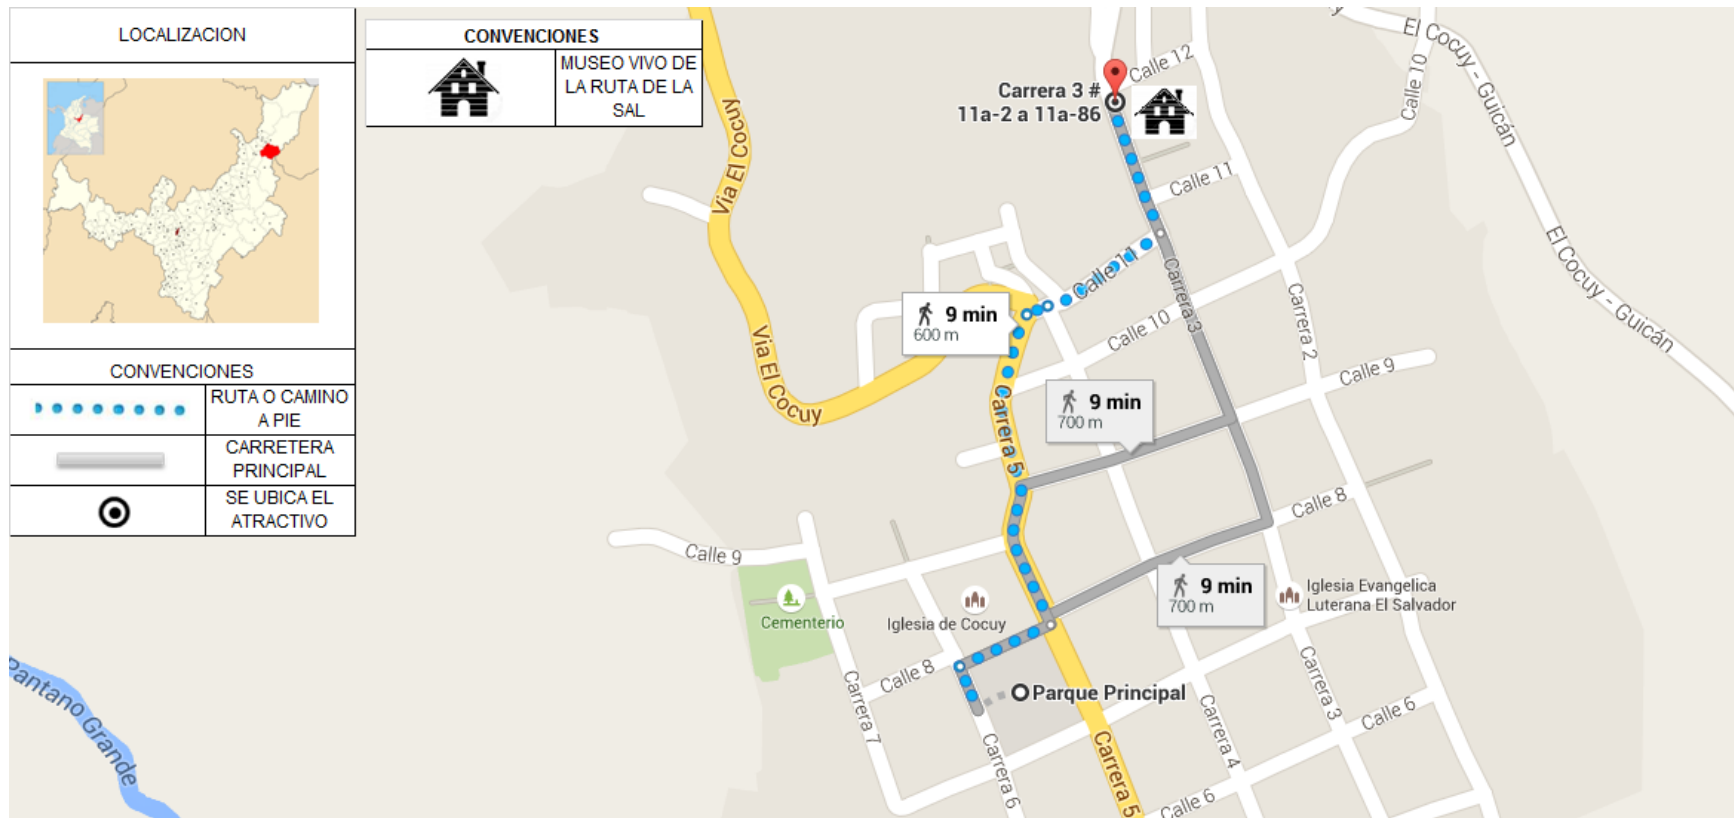 LOCALIZACION
CONVENCIONES
RUTA O CAMINO
A PIE
CARRETERA
PRINCIPAL
SE UBICA EL
ATRACTIVO
CONVENCIONES
MUSEO VIVO DE
LA RUTA DE LA
SAL
Carrera 3 #
11a-2 a 11a-86
Calle 12
Calle 10
El Cocuy - Guicán
El Cocuy - Guicán
Via El Cocuy
Via El Cocuy
Calle 11
Calle 11
Carrera 3
Carrera 2
Calle 10
Calle 9
9 min
600 m
9 min
700 m
Carrera 5
Calle 8
Calle 9
9 min
700 m
Iglesia Evangelica
Luterana El Salvador
Cementerio
Iglesia de Cocuy
Calle 8
Parque Principal
Carrera 7
Carrera 6
Carrera 5
Carrera 4
Carrera 3
Calle 6
Calle 6
Pantano Grande